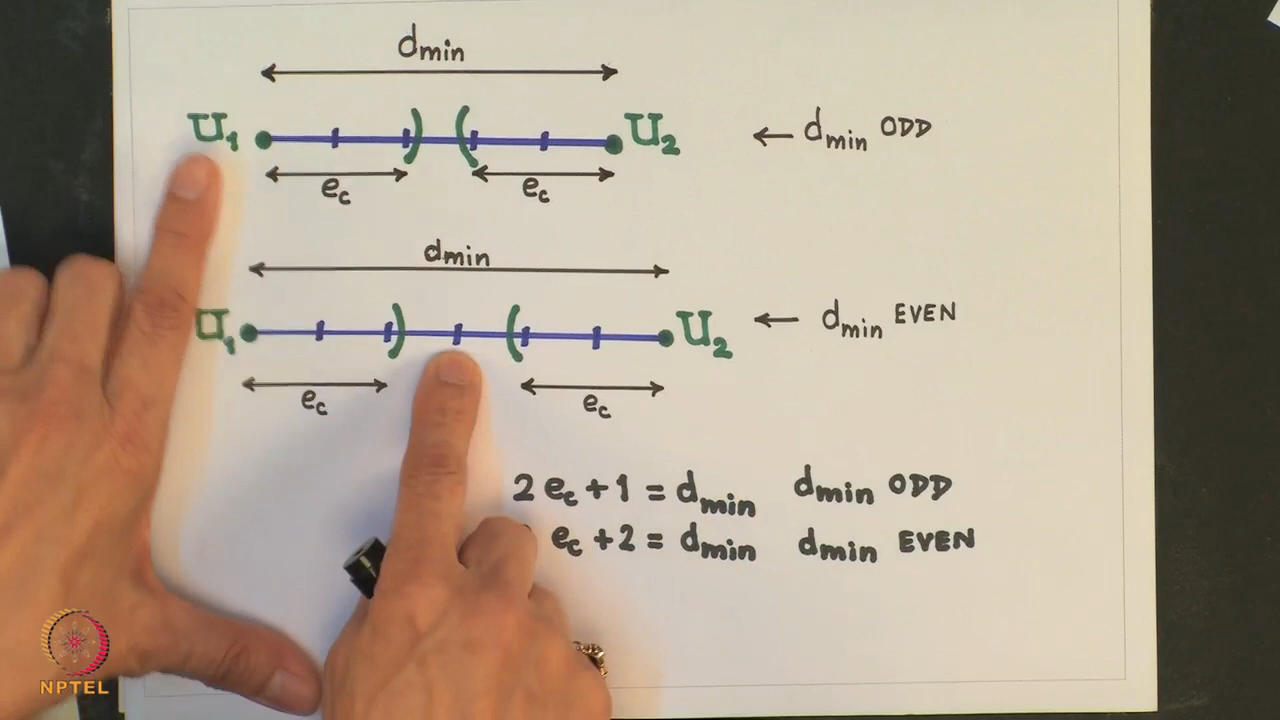 dmin
U1 U2 ← dmin ODD
ec ec
dmin
U1 U2 ← dmin EVEN
ec ec
2 ec + 1 = dmin dmin ODD
ec + 2 = dmin dmin EVEN
NPTEL